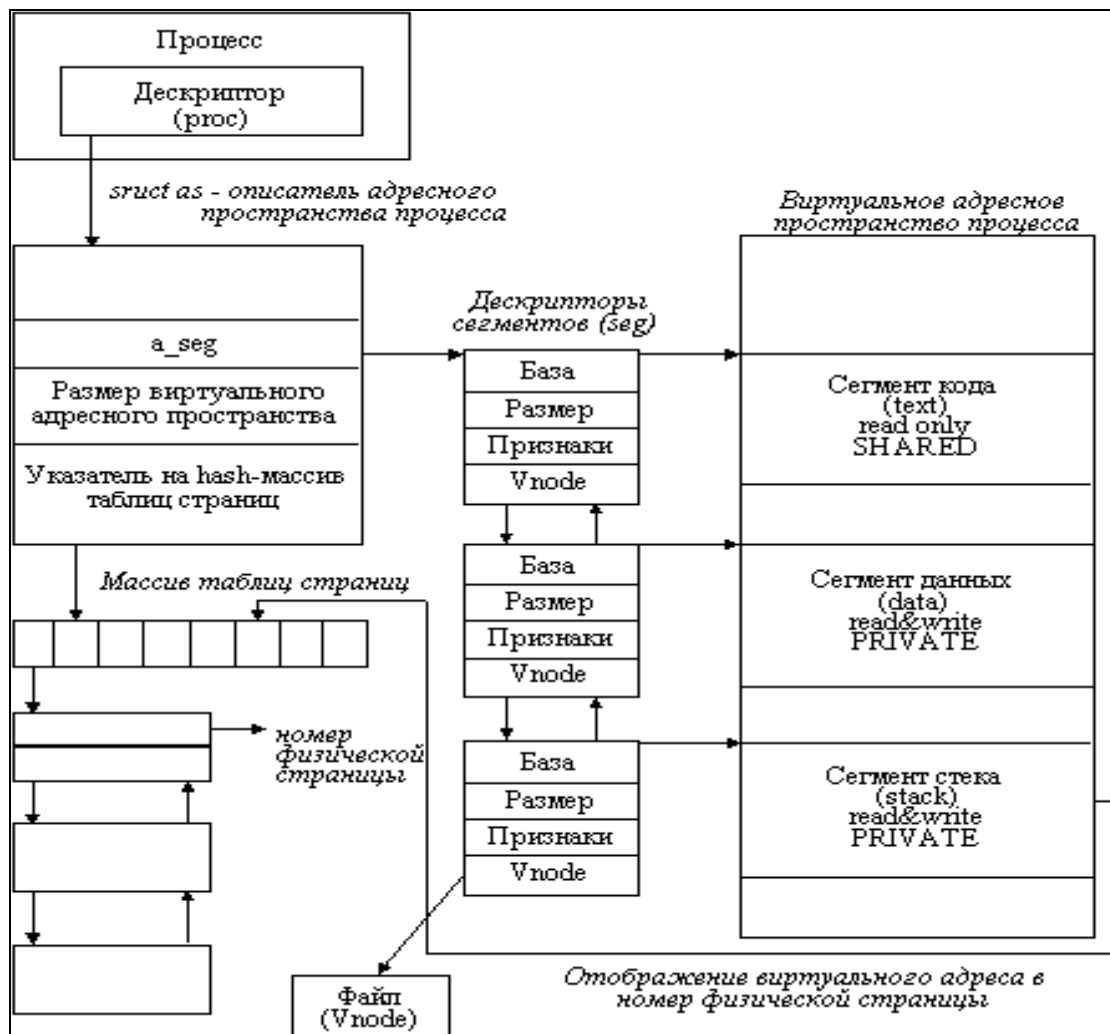 Процесс
Дескриптор
(proc)
sruct as - описатель адресного
пространства процесса
Виртуальное адресное
пространство процесса
Дескрипторы
сегментов (seg)
a_seg
Размер виртуального
адресного пространства
Указатель на hash-массив
таблиц страниц
База
Размер
Признаки
Vnode
Сегмент кода
(text)
read only
SHARED
Массив таблиц страниц
База
Размер
Признаки
Vnode
Сегмент данных
(data)
read&write
PRIVATE
номер
физической
страницы
База
Размер
Признаки
Vnode
Сегмент стека
(stack)
read&write
PRIVATE
Файл
(Vnode)
Отображение виртуального адреса в
номер физической страницы